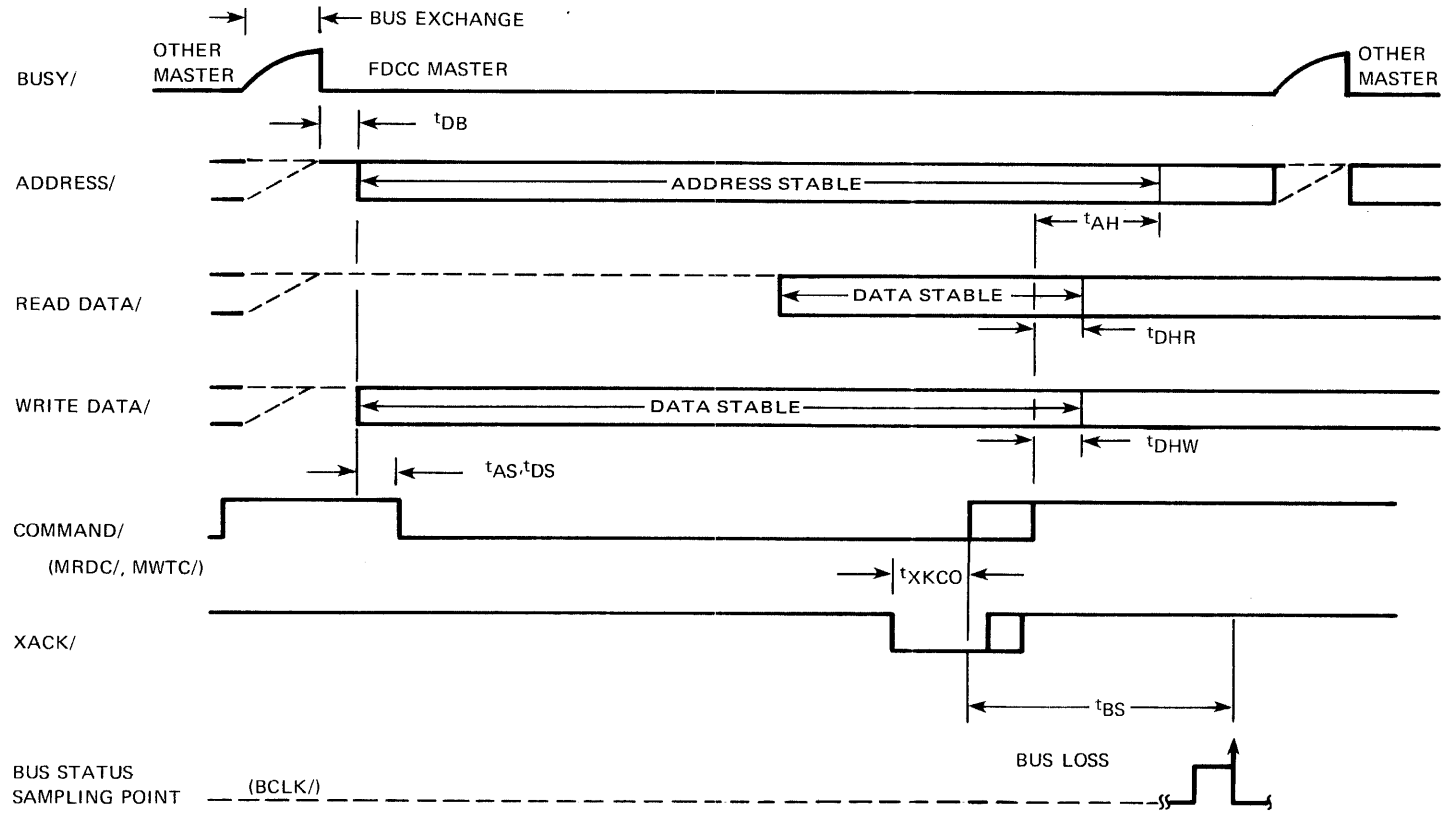 BUS EXCHANGE
OTHER
MASTER
BUSY/
FDCC MASTER
OTHER
MASTER
tDB
ADDRESS/
ADDRESS STABLE
tAH
READ DATA/
DATA STABLE
tDHR
WRITE DATA/
DATA STABLE
tDHW
tAS,tDS
COMMAND/
(MRDC/, MWTC/)
tXKCO
XACK/
tBS
BUS LOSS
BUS STATUS
SAMPLING POINT
(BCLK/)